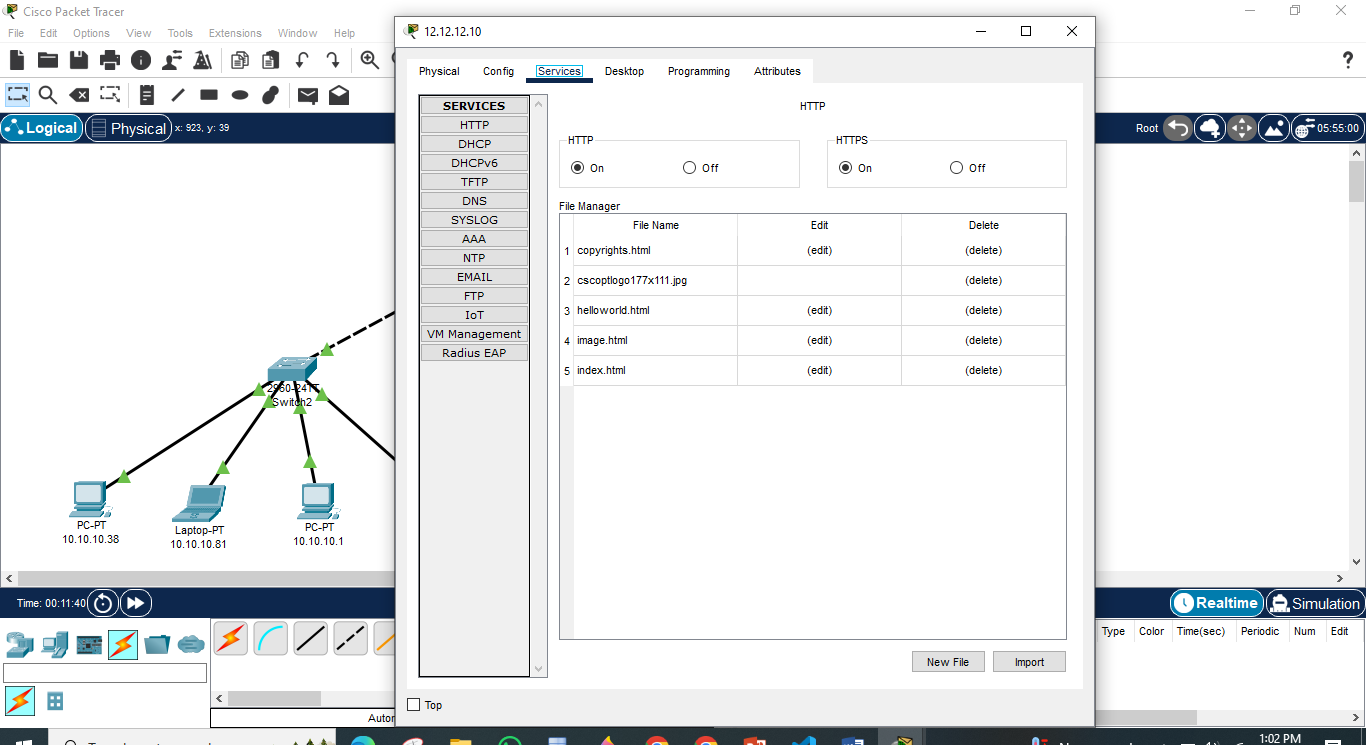 Cisco Packet Tracer
File Edit Options View Tools Extensions Window Help
?
Logical Physical x: 923, y: 39
Root 05:55:00
2960-24TT
Switch2
PC-PT
10.10.10.38
Laptop-PT
10.10.10.81
PC-PT
10.10.10.1
Time: 00:11:40
Realtime Simulation
Type Color Time(sec) Periodic Num Edit
12.12.12.10
Physical Config Services Desktop Programming Attributes
SERVICES
HTTP
DHCP
DHCPv6
TFTP
DNS
SYSLOG
AAA
NTP
EMAIL
FTP
IoT
VM Management
Radius EAP
HTTP
HTTP
On Off
HTTPS
On Off
File Manager
File Name Edit Delete
1 copyrights.html (edit) (delete)
2 cscoptlogo177x111.jpg (delete)
3 helloworld.html (edit) (delete)
4 image.html (edit) (delete)
5 index.html (edit) (delete)
New File Import
Top
1:02 PM